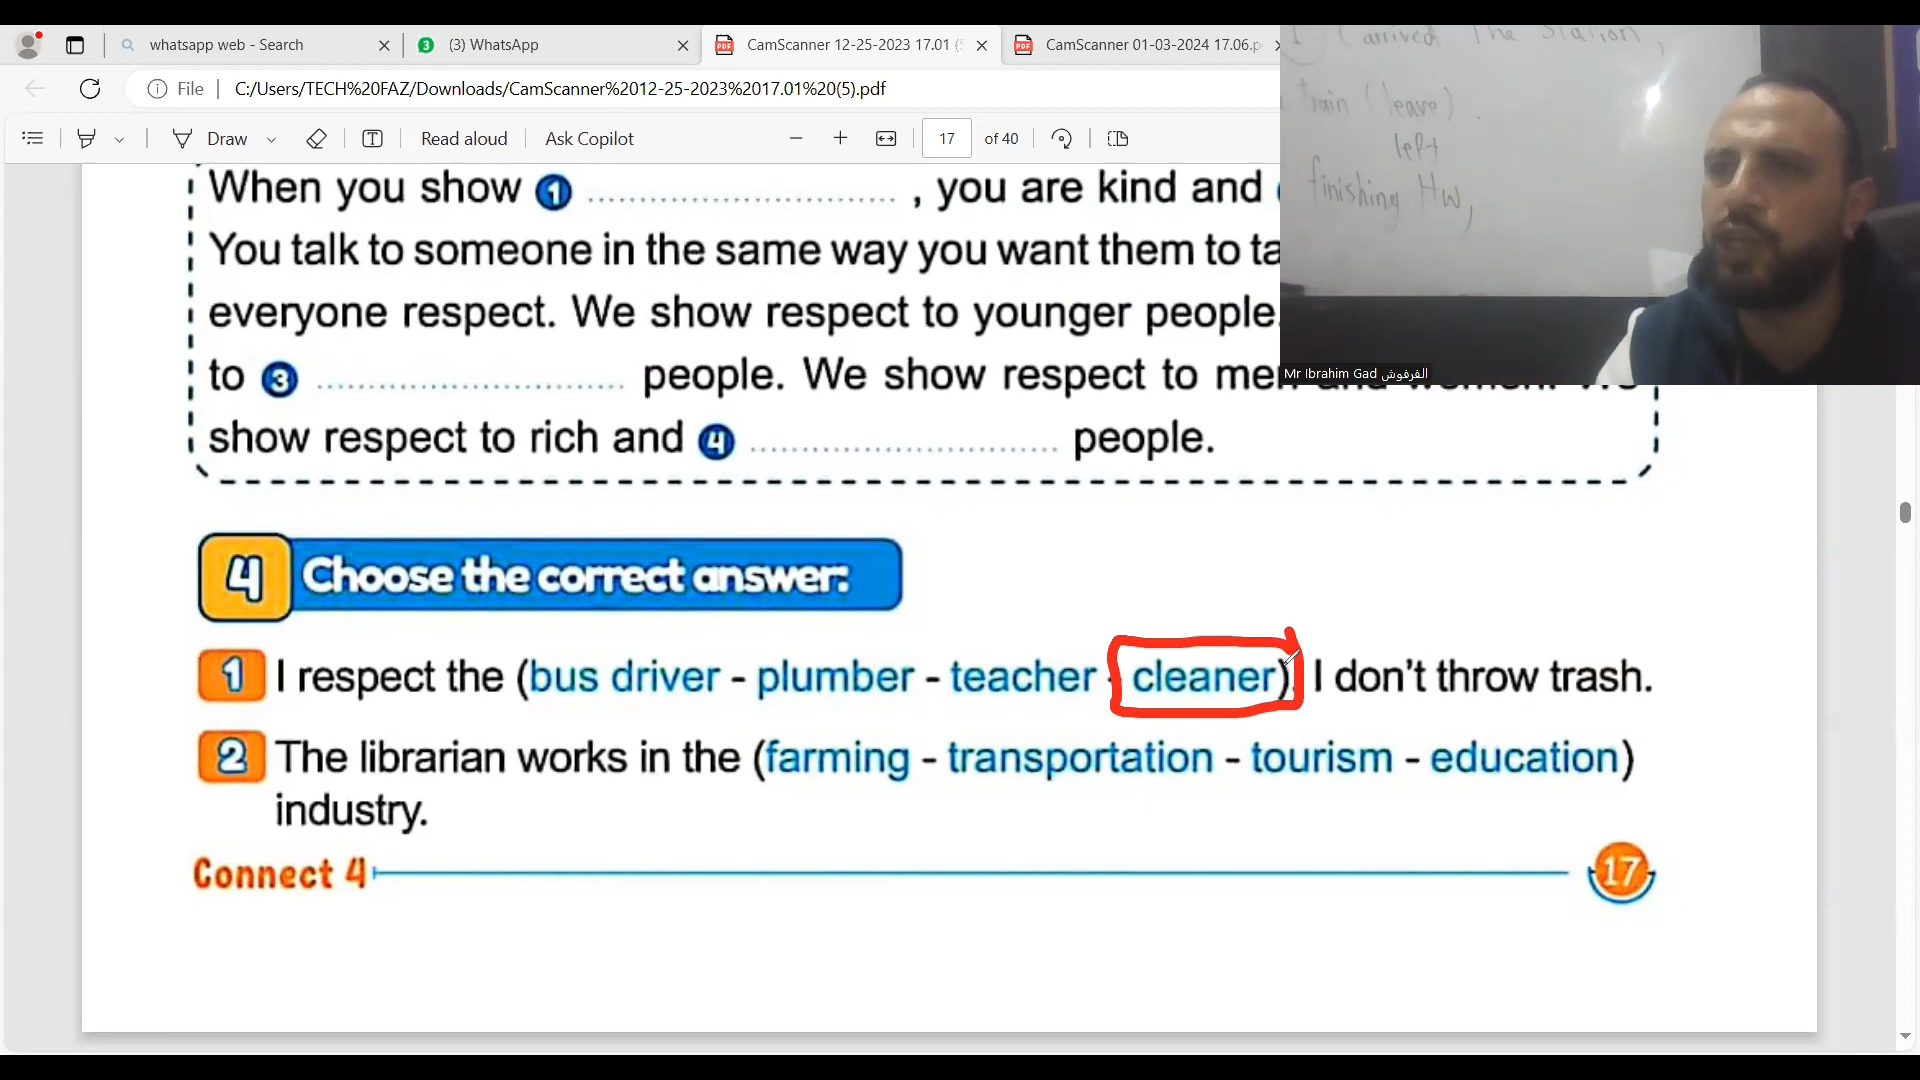 whatsapp web - Search
(3) WhatsApp
CamScanner 12-25-2023 17.01 (
CamScanner 01-03-2024 17.06.p
File
C:/Users/TECH%20FAZ/Downloads/CamScanner%2012-25-2023%2017.01%20(5).pdf
Draw
Read aloud
Ask Copilot
17
of 40
arrived The Station,
train (leave).
left
finishing Hw,
Mr Ibrahim Gad الفرفوش
When you show 1 .............................. , you are kind and
You talk to someone in the same way you want them to ta
everyone respect. We show respect to younger people.
to 3 .............................. people. We show respect to men and women. We
show respect to rich and 4 .............................. people.
4 Choose the correct answer:
1 I respect the (bus driver - plumber - teacher - cleaner). I don't throw trash.
2 The librarian works in the (farming - transportation - tourism - education)
industry.
Connect 4
17